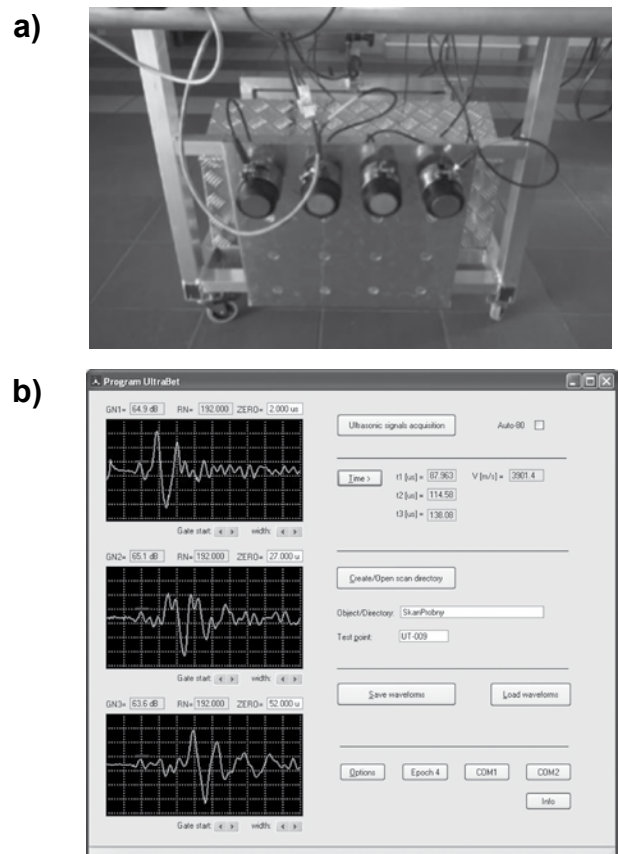 a)
b)
Program UltraBet
GN1= 64.9 dB RN= 192.000 ZERO= 2.000 us
Gate start: width:
GN2= 65.1 dB RN= 192.000 ZERO= 27.000 u
Gate start: width:
GN3= 63.6 dB RN= 192.000 ZERO= 52.000 u
Gate start: width:
Ultrasonic signals acquisition Auto-80
Time > t1 [us] = 87.963 V [m/s] = 3901.4
t2 [us] = 114.58
t3 [us] = 138.08
Create/Open scan directory
Object/Directory: SkanProbny
Test point: UT-009
Save waveforms Load waveforms
Options Epoch 4 COM1 COM2
Info